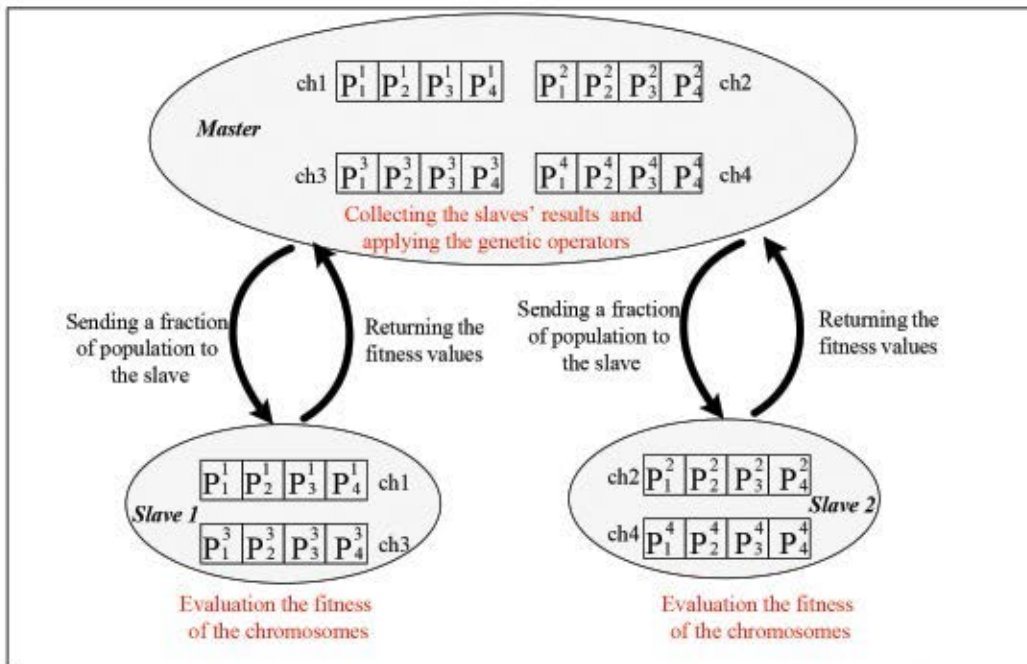 ch1 P₁¹ P₂¹ P₃¹ P₄¹ P₁² P₂² P₃² P₄² ch2
Master
ch3 P₁³ P₂³ P₃³ P₄³ P₁⁴ P₂⁴ P₃⁴ P₄⁴ ch4
Collecting the slaves' results and
applying the genetic operators
Sending a fraction
of population to
the slave
Returning the
fitness values
Sending a fraction
of population to
the slave
Returning the
fitness values
P₁¹ P₂¹ P₃¹ P₄¹ ch1
Slave 1
P₁³ P₂³ P₃³ P₄³ ch3
Evaluation the fitness
of the chromosomes
ch2 P₁² P₂² P₃² P₄²
Slave 2
ch4 P₁⁴ P₂⁴ P₃⁴ P₄⁴
Evaluation the fitness
of the chromosomes